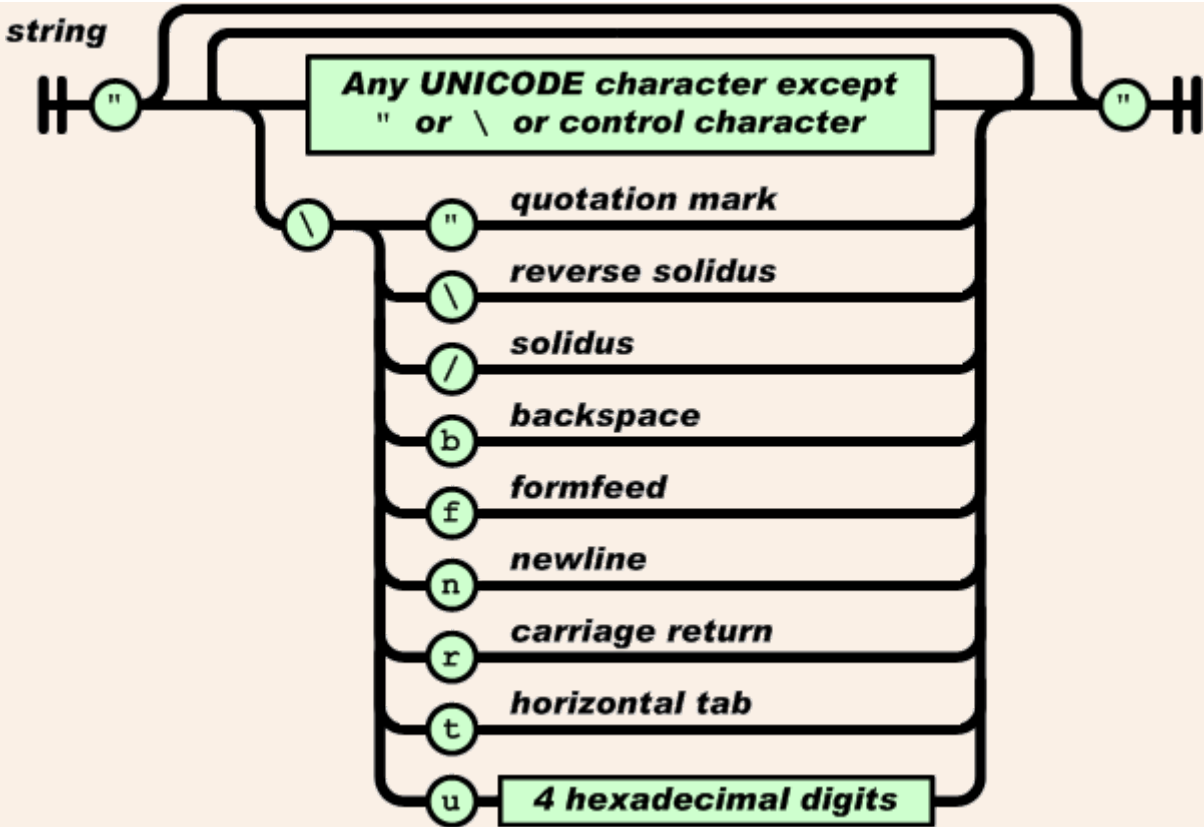 string
" Any UNICODE character except "
" or \ or control character
quotation mark
\ "
reverse solidus
\
solidus
/
backspace
b
formfeed
f
newline
n
carriage return
r
horizontal tab
t
u 4 hexadecimal digits